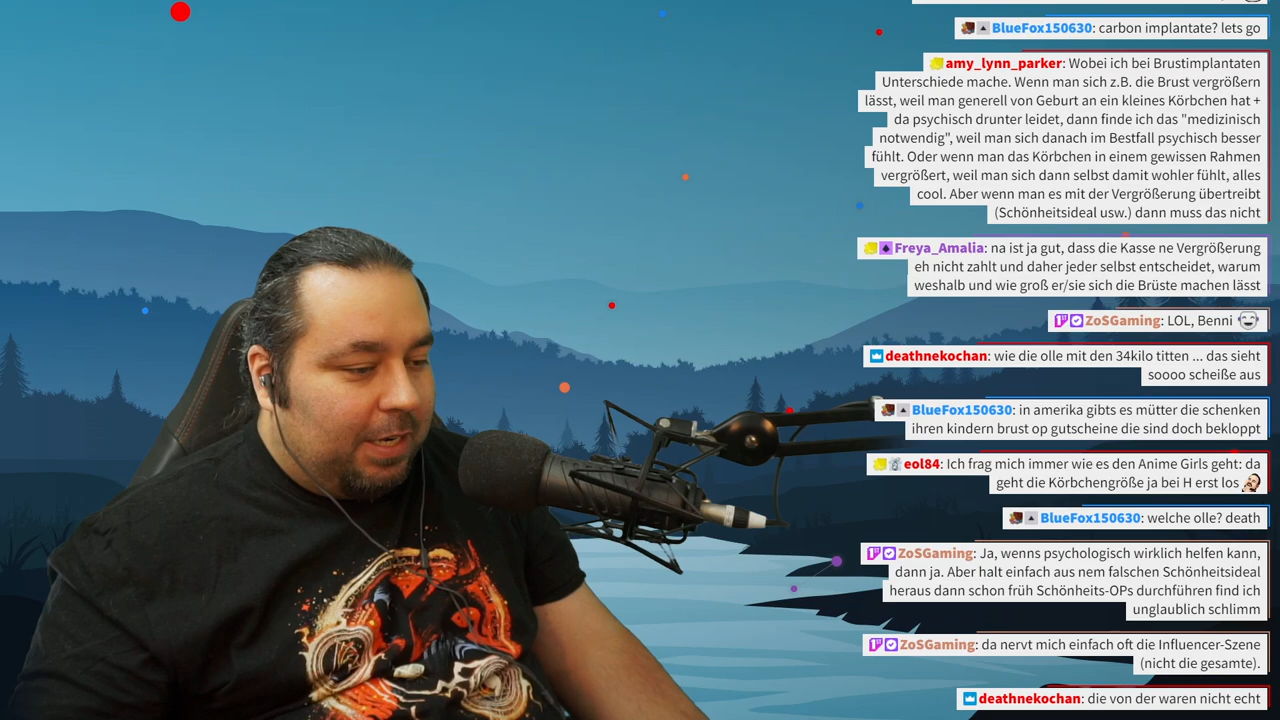 BlueFox150630: carbon implantate? lets go
amy_lynn_parker: Wobei ich bei Brustimplantaten
Unterschiede mache. Wenn man sich z.B. die Brust vergrößern
lässt, weil man generell von Geburt an ein kleines Körbchen hat +
da psychisch drunter leidet, dann finde ich das "medizinisch
notwendig", weil man sich danach im Bestfall psychisch besser
fühlt. Oder wenn man das Körbchen in einem gewissen Rahmen
vergrößert, weil man sich dann selbst damit wohler fühlt, alles
cool. Aber wenn man es mit der Vergrößerung übertreibt
(Schönheitsideal usw.) dann muss das nicht
Freya_Amalia: na ist ja gut, dass die Kasse ne Vergrößerung
eh nicht zahlt und daher jeder selbst entscheidet, warum
weshalb und wie groß er/sie sich die Brüste machen lässt
ZoSGaming: LOL, Benni
deathnekochan: wie die olle mit den 34kilo titten ... das sieht
soooo scheiße aus
BlueFox150630: in amerika gibts es mütter die schenken
ihren kindern brust op gutscheine die sind doch bekloppt
eol84: Ich frag mich immer wie es den Anime Girls geht: da
geht die Körbchengröße ja bei H erst los
BlueFox150630: welche olle? death
ZoSGaming: Ja, wenns psychologisch wirklich helfen kann,
dann ja. Aber halt einfach aus nem falschen Schönheitsideal
heraus dann schon früh Schönheits-OPs durchführen find ich
unglaublich schlimm
ZoSGaming: da nervt mich einfach oft die Influencer-Szene
(nicht die gesamte).
deathnekochan: die von der waren nicht echt